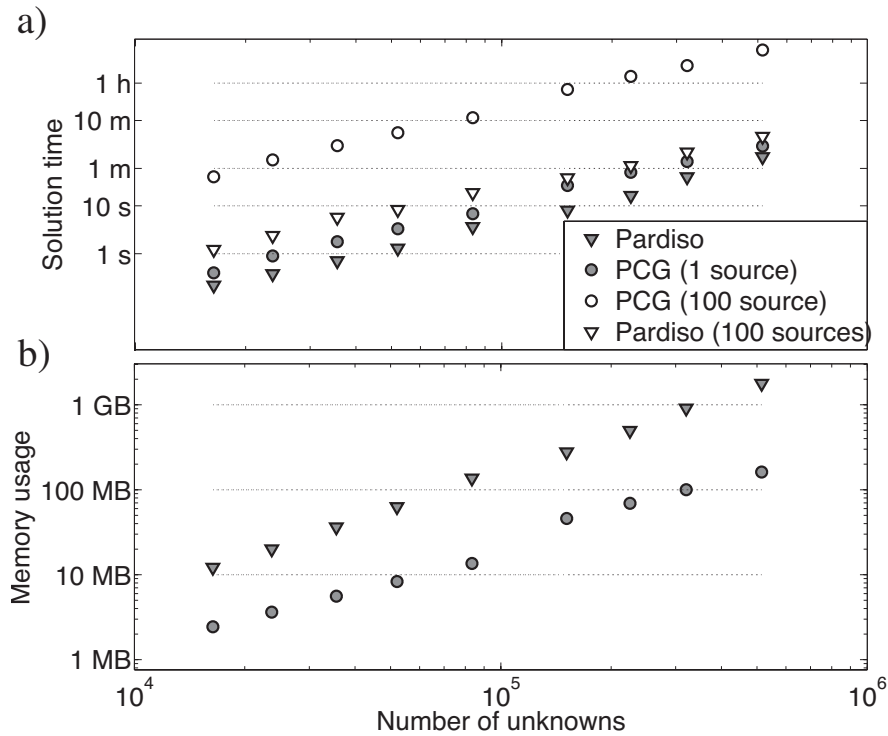 a)
1 h
10 m
1 m
10 s
1 s
Solution time
Pardiso
PCG (1 source)
PCG (100 source)
Pardiso (100 sources)
b)
1 GB
100 MB
10 MB
1 MB
Memory usage
10^4
10^5
10^6
Number of unknowns